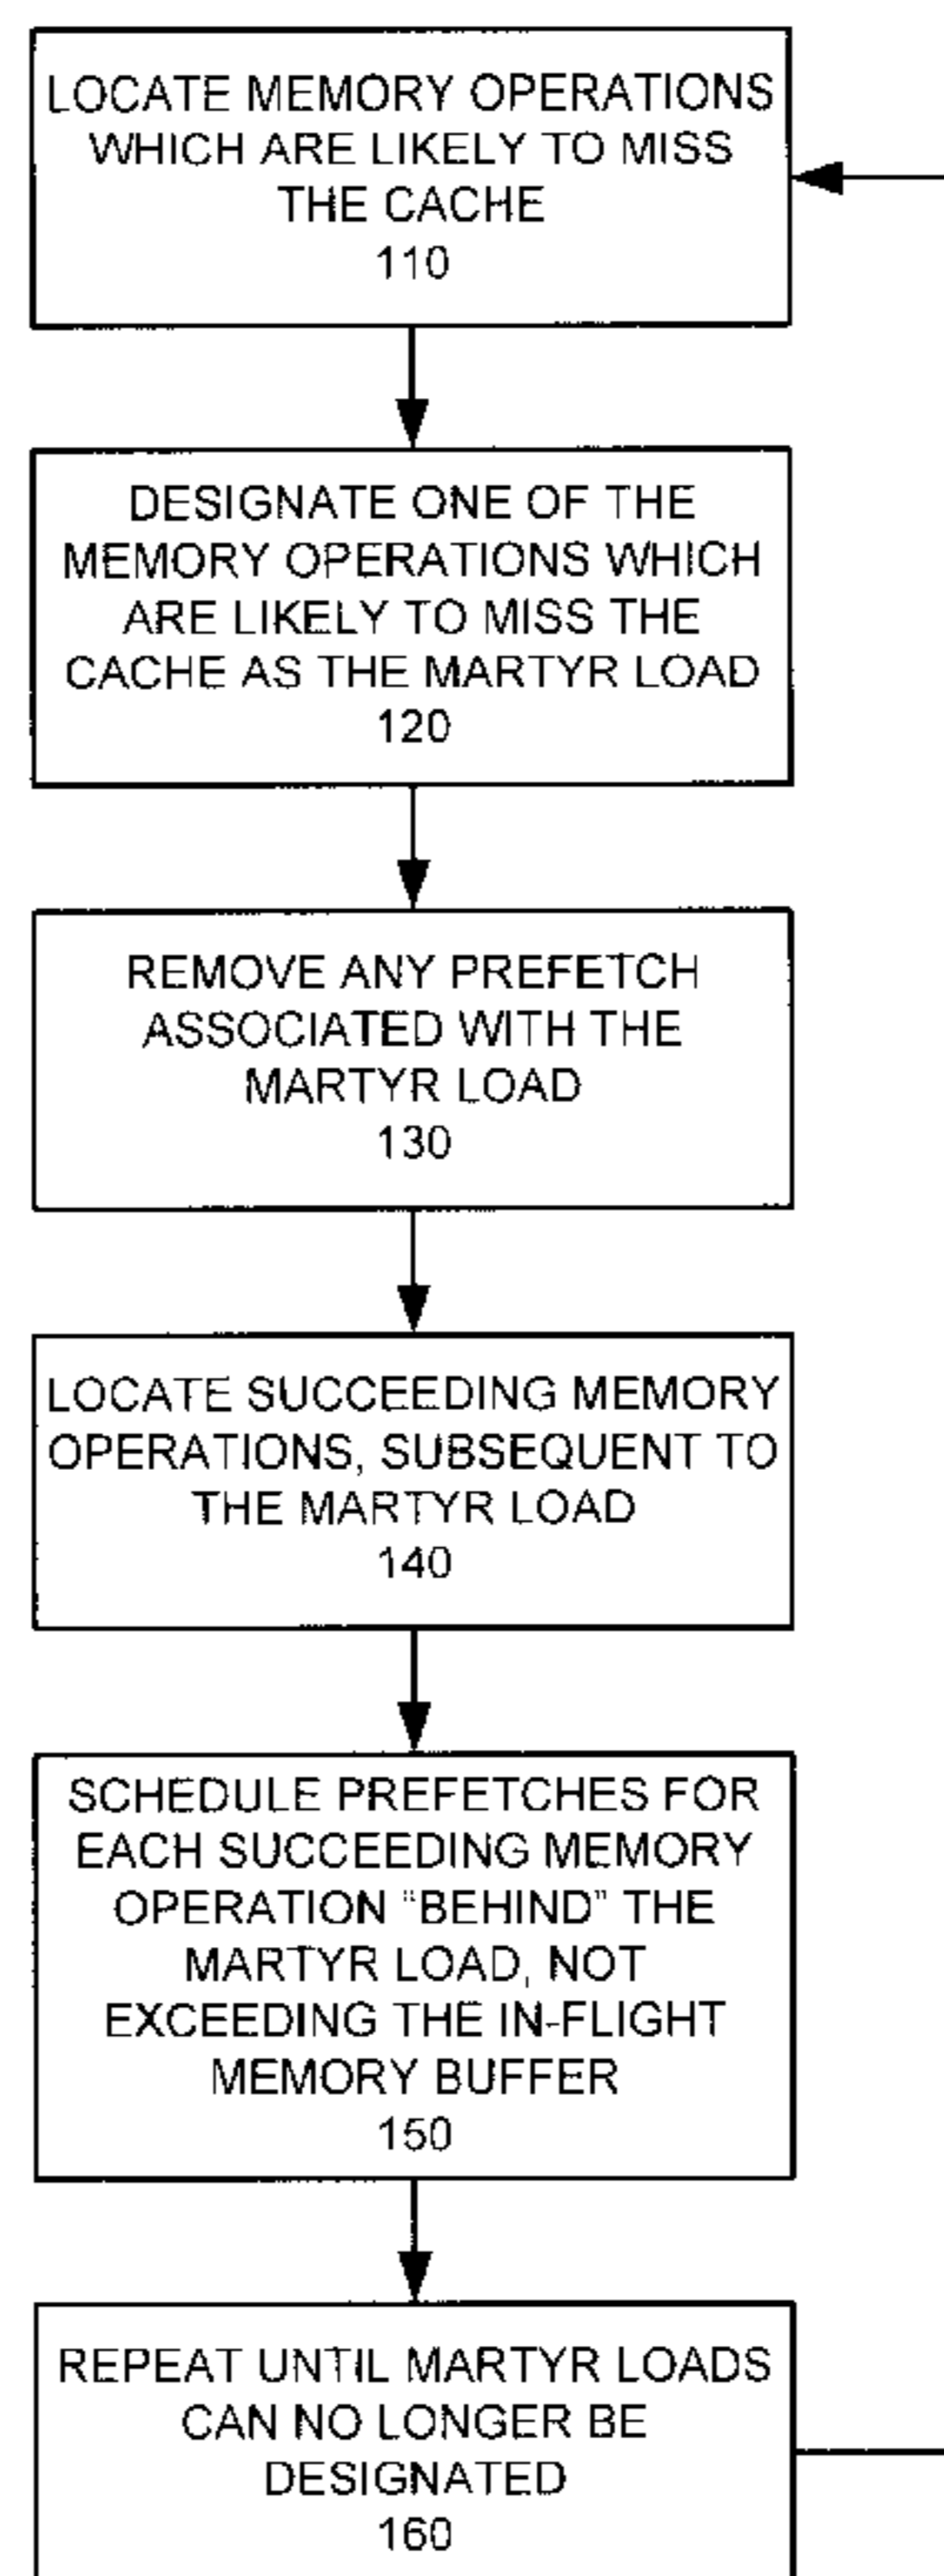 LOCATE MEMORY OPERATIONS
WHICH ARE LIKELY TO MISS
THE CACHE
110
DESIGNATE ONE OF THE
MEMORY OPERATIONS WHICH
ARE LIKELY TO MISS THE
CACHE AS THE MARTYR LOAD
120
REMOVE ANY PREFETCH
ASSOCIATED WITH THE
MARTYR LOAD
130
LOCATE SUCCEEDING MEMORY
OPERATIONS, SUBSEQUENT TO
THE MARTYR LOAD
140
SCHEDULE PREFETCHES FOR
EACH SUCCEEDING MEMORY
OPERATION "BEHIND" THE
MARTYR LOAD, NOT
EXCEEDING THE IN-FLIGHT
MEMORY BUFFER
150
REPEAT UNTIL MARTYR LOADS
CAN NO LONGER BE
DESIGNATED
160